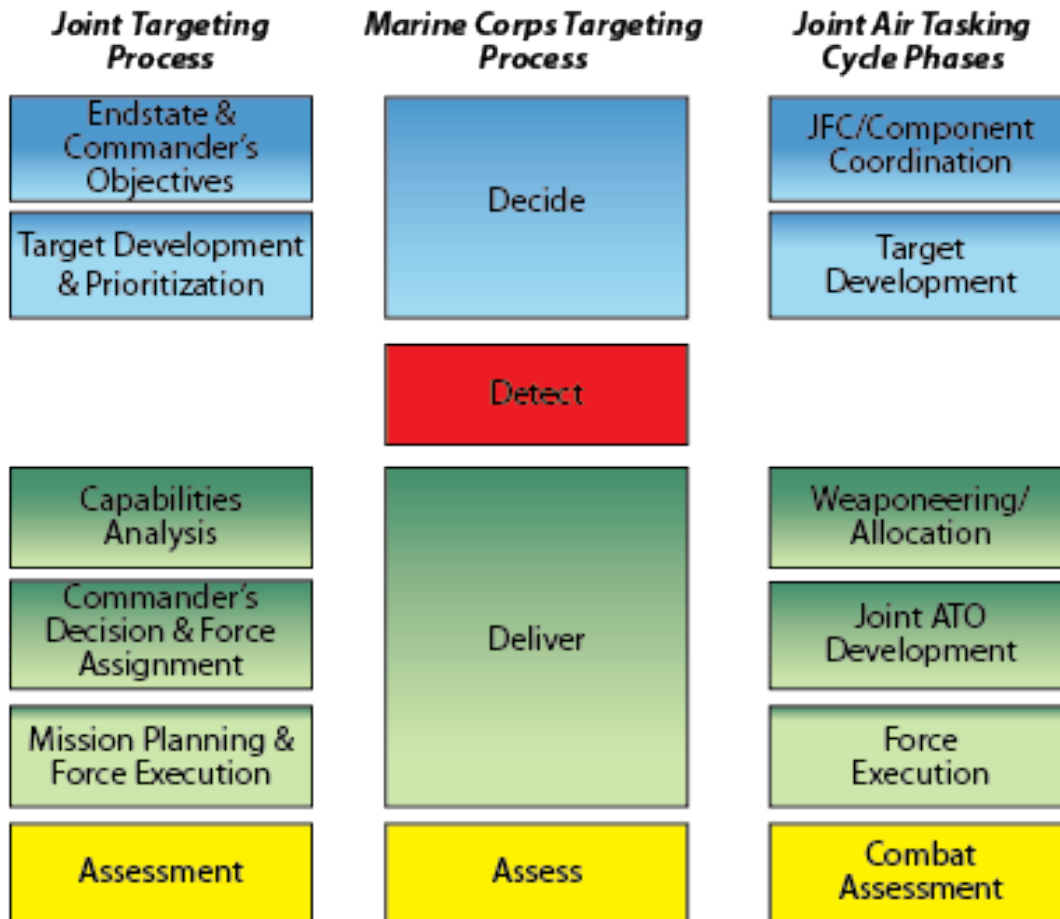 Joint Targeting
Process
Marine Corps Targeting
Process
Joint Air Tasking
Cycle Phases
Endstate &
Commander's
Objectives
Decide
JFC/Component
Coordination
Target Development
& Prioritization
Target
Development
Detect
Capabilities
Analysis
Deliver
Weaponeering/
Allocation
Commander's
Decision & Force
Assignment
Joint ATO
Development
Mission Planning &
Force Execution
Force
Execution
Assessment
Assess
Combat
Assessment